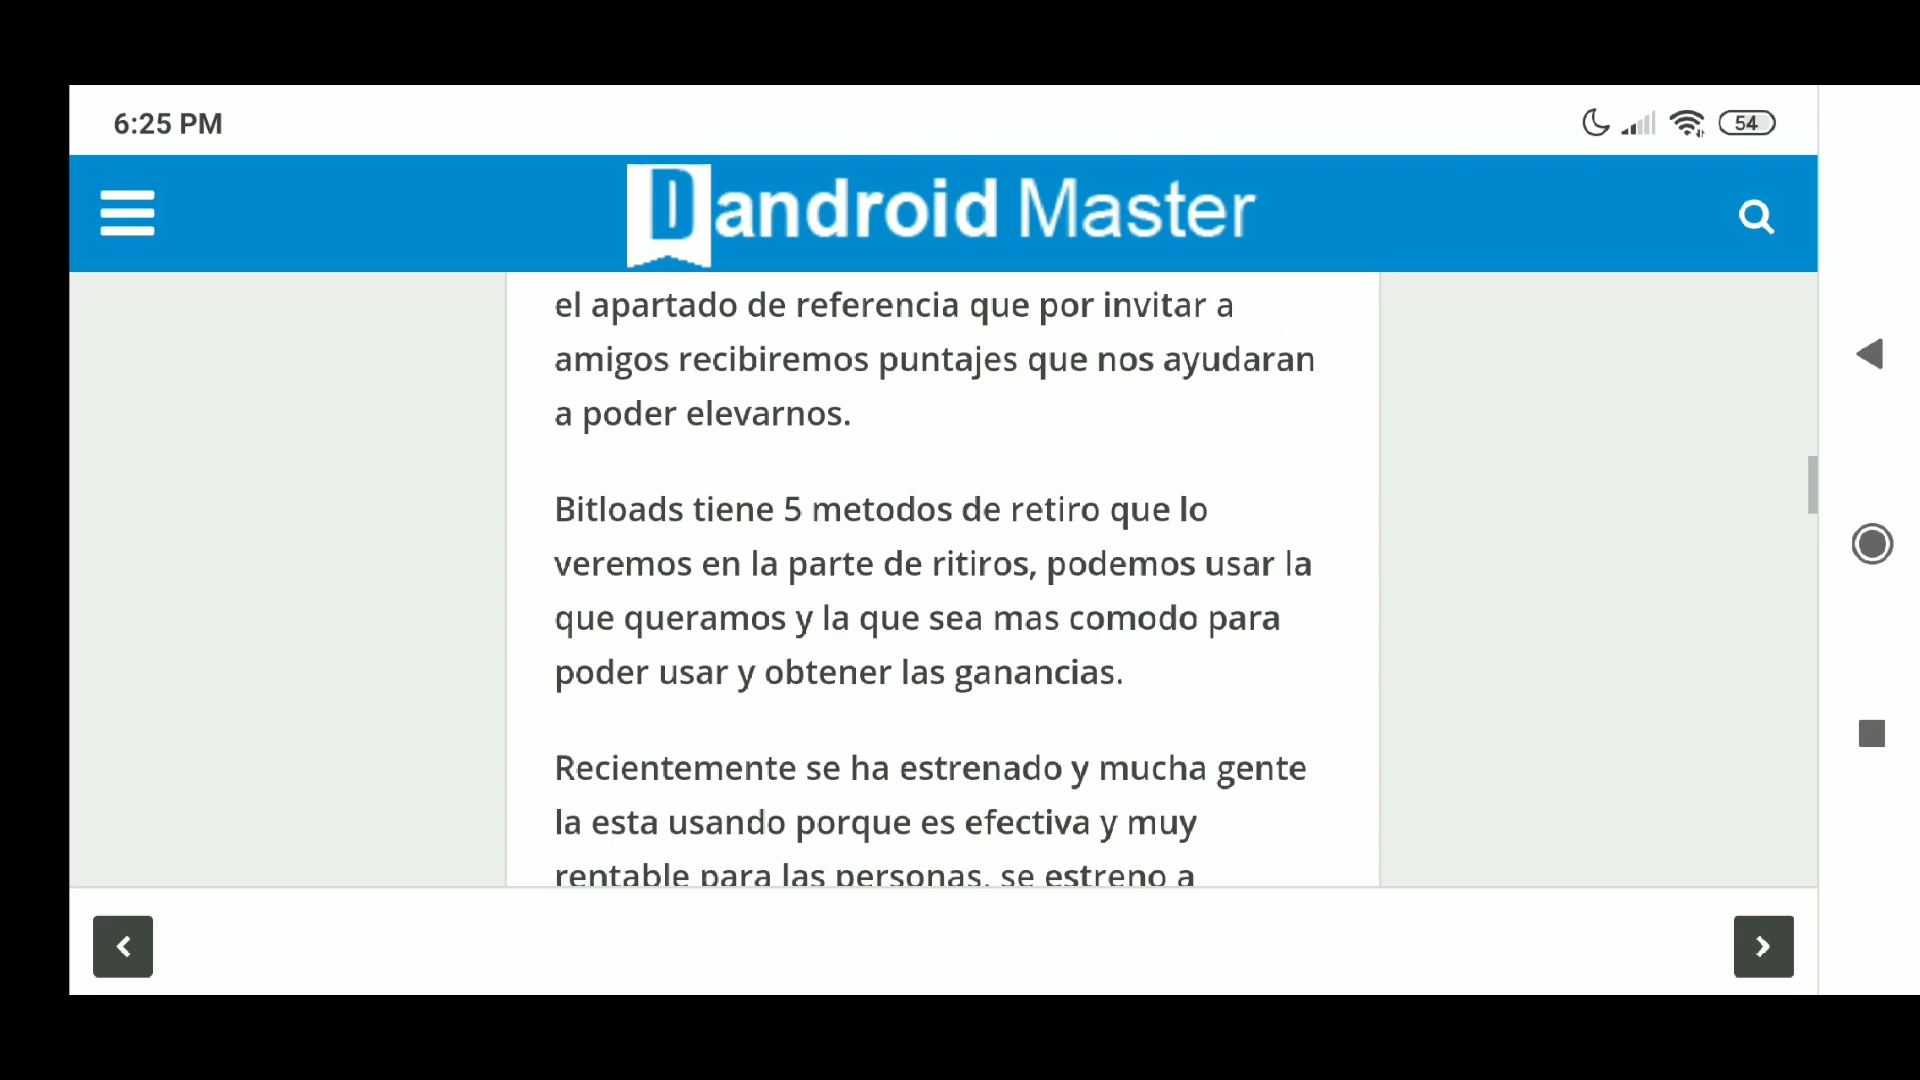 6:25 PM
54
Dandroid Master
el apartado de referencia que por invitar a
amigos recibiremos puntajes que nos ayudaran
a poder elevarnos.
Bitloads tiene 5 metodos de retiro que lo
veremos en la parte de ritiros, podemos usar la
que queramos y la que sea mas comodo para
poder usar y obtener las ganancias.
Recientemente se ha estrenado y mucha gente
la esta usando porque es efectiva y muy
rentable para las personas, se estreno a